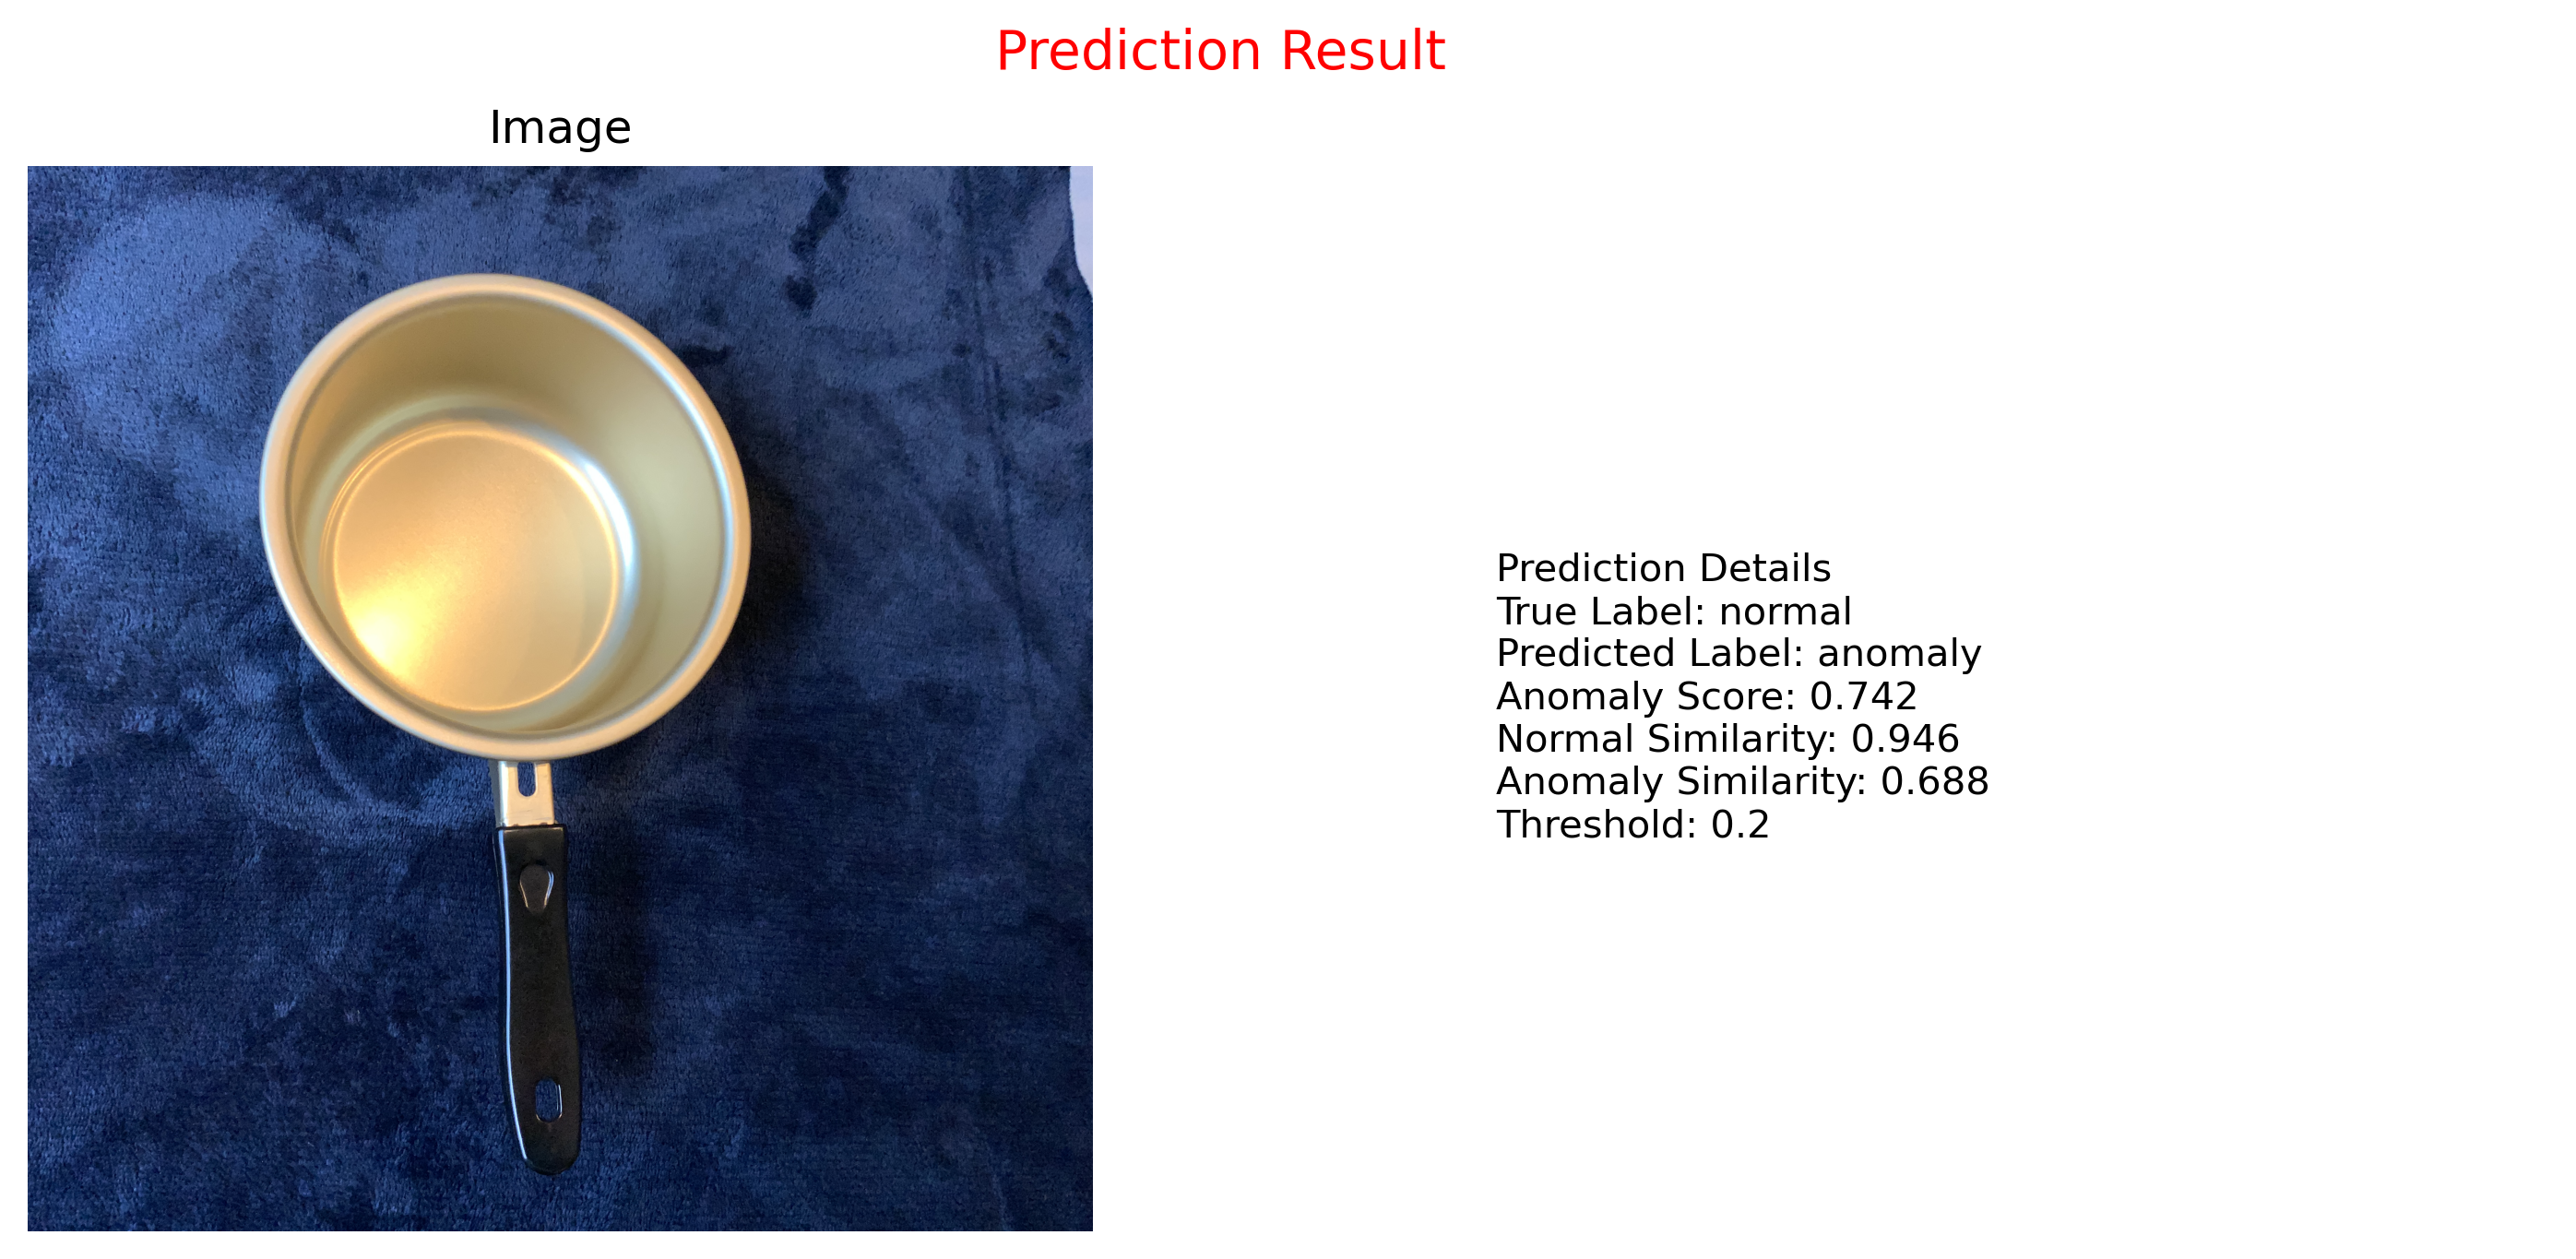 Prediction Result
Image
Prediction Details
True Label: normal
Predicted Label: anomaly
Anomaly Score: 0.742
Normal Similarity: 0.946
Anomaly Similarity: 0.688
Threshold: 0.2